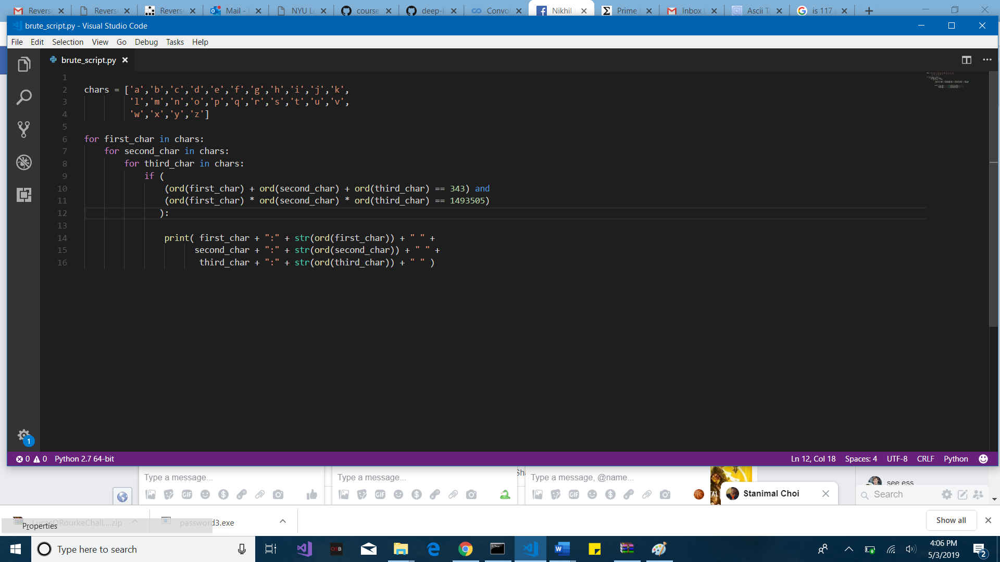 Revers
Revers
Revers
Mail -
NYU L
course
deep-l
Convo
Nikhil
Prime
Inbox
Ascii T
is 117
brute_script.py - Visual Studio Code
File Edit Selection View Go Debug Tasks Help
brute_script.py
1
2 chars = ['a','b','c','d','e','f','g','h','i','j','k',
3 'l','m','n','o','p','q','r','s','t','u','v',
4 'w','x','y','z']
5
6 for first_char in chars:
7 for second_char in chars:
8 for third_char in chars:
9 if (
10 (ord(first_char) + ord(second_char) + ord(third_char) == 343) and
11 (ord(first_char) * ord(second_char) * ord(third_char) == 1493505)
12 ):
13
14 print( first_char + ":" + str(ord(first_char)) + " " +
15 second_char + ":" + str(ord(second_char)) + " " +
16 third_char + ":" + str(ord(third_char)) + " " )
1
0 0 Python 2.7 64-bit
Ln 12, Col 18 Spaces: 4 UTF-8 CRLF Python
Type a message...
GIF
Type a message...
GIF
Sh
Type a message, @name...
GIF
Stanimal Choi
see ess
Search
LucasORourkeChall....zip
Properties
password3.exe
Show all
Type here to search
4:06 PM
5/3/2019
2